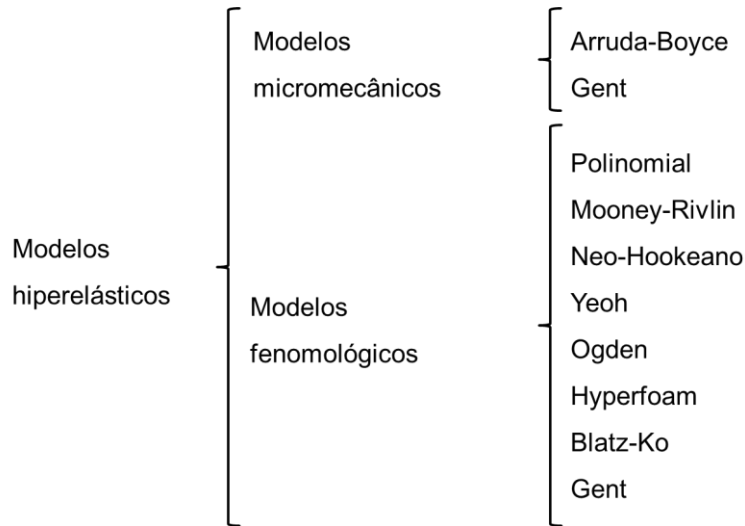 Modelos
hiperelásticos
Modelos
micromecânicos
Arruda-Boyce
Gent
Modelos
fenomológicos
Polinomial
Mooney-Rivlin
Neo-Hookeano
Yeoh
Ogden
Hyperfoam
Blatz-Ko
Gent